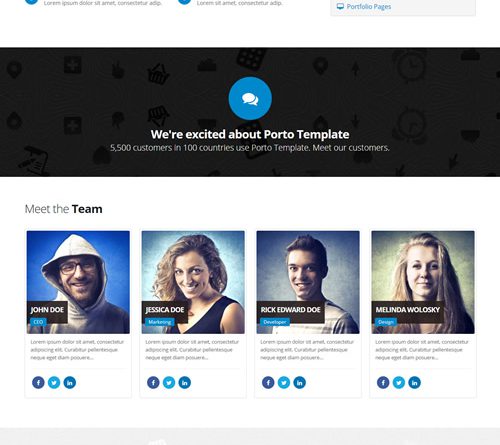 Lorem ipsum dolor sit amet, consectetur adip.
Lorem ipsum dolor sit amet, consectetur adip.
Portfolio Pages
We're excited about Porto Template
5,500 customers in 100 countries use Porto Template. Meet our customers.
Meet the Team
JOHN DOE
CEO
Lorem ipsum dolor sit amet, consectetur
adipiscing elit. Curabitur pellentesque
neque eget diam posuere...
JESSICA DOE
Marketing
Lorem ipsum dolor sit amet, consectetur
adipiscing elit. Curabitur pellentesque
neque eget diam posuere...
RICK EDWARD DOE
Developer
Lorem ipsum dolor sit amet, consectetur
adipiscing elit. Curabitur pellentesque
neque eget diam posuere...
MELINDA WOLOSKY
Design
Lorem ipsum dolor sit amet, consectetur
adipiscing elit. Curabitur pellentesque
neque eget diam posuere...